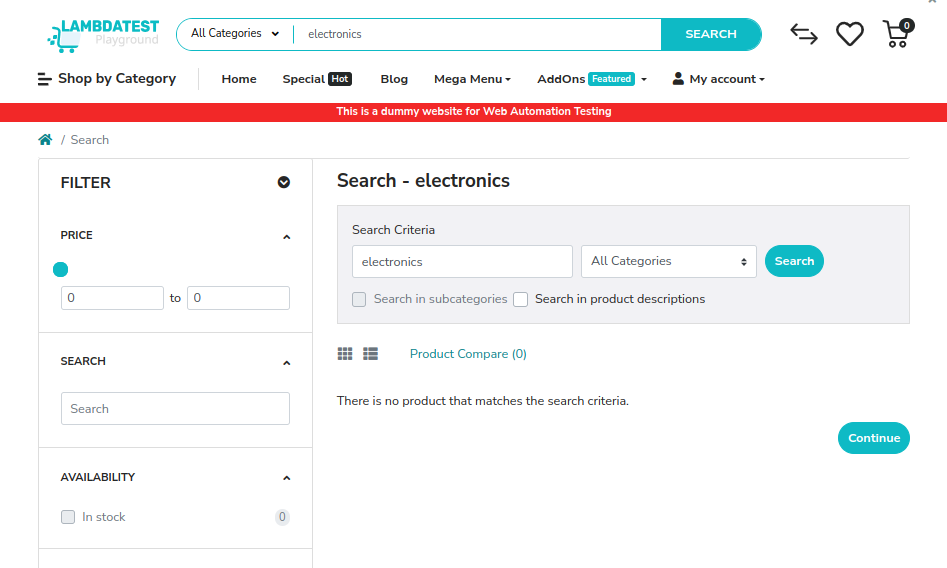 LAMBDATEST
Playground
All Categories electronics SEARCH 0
Shop by Category Home Special Hot Blog Mega Menu AddOns Featured My account
This is a dummy website for Web Automation Testing
/ Search
FILTER
PRICE
0 to 0
SEARCH
Search
AVAILABILITY
In stock 0
Search - electronics
Search Criteria
electronics All Categories Search
Search in subcategories Search in product descriptions
Product Compare (0)
There is no product that matches the search criteria.
Continue